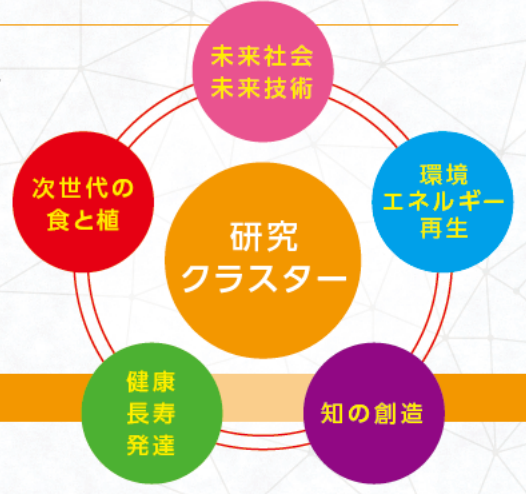 未来社会
未来技術
次世代の
食と植
環境
エネルギー
再生
研究
クラスター
健康
長寿
発達
知の創造